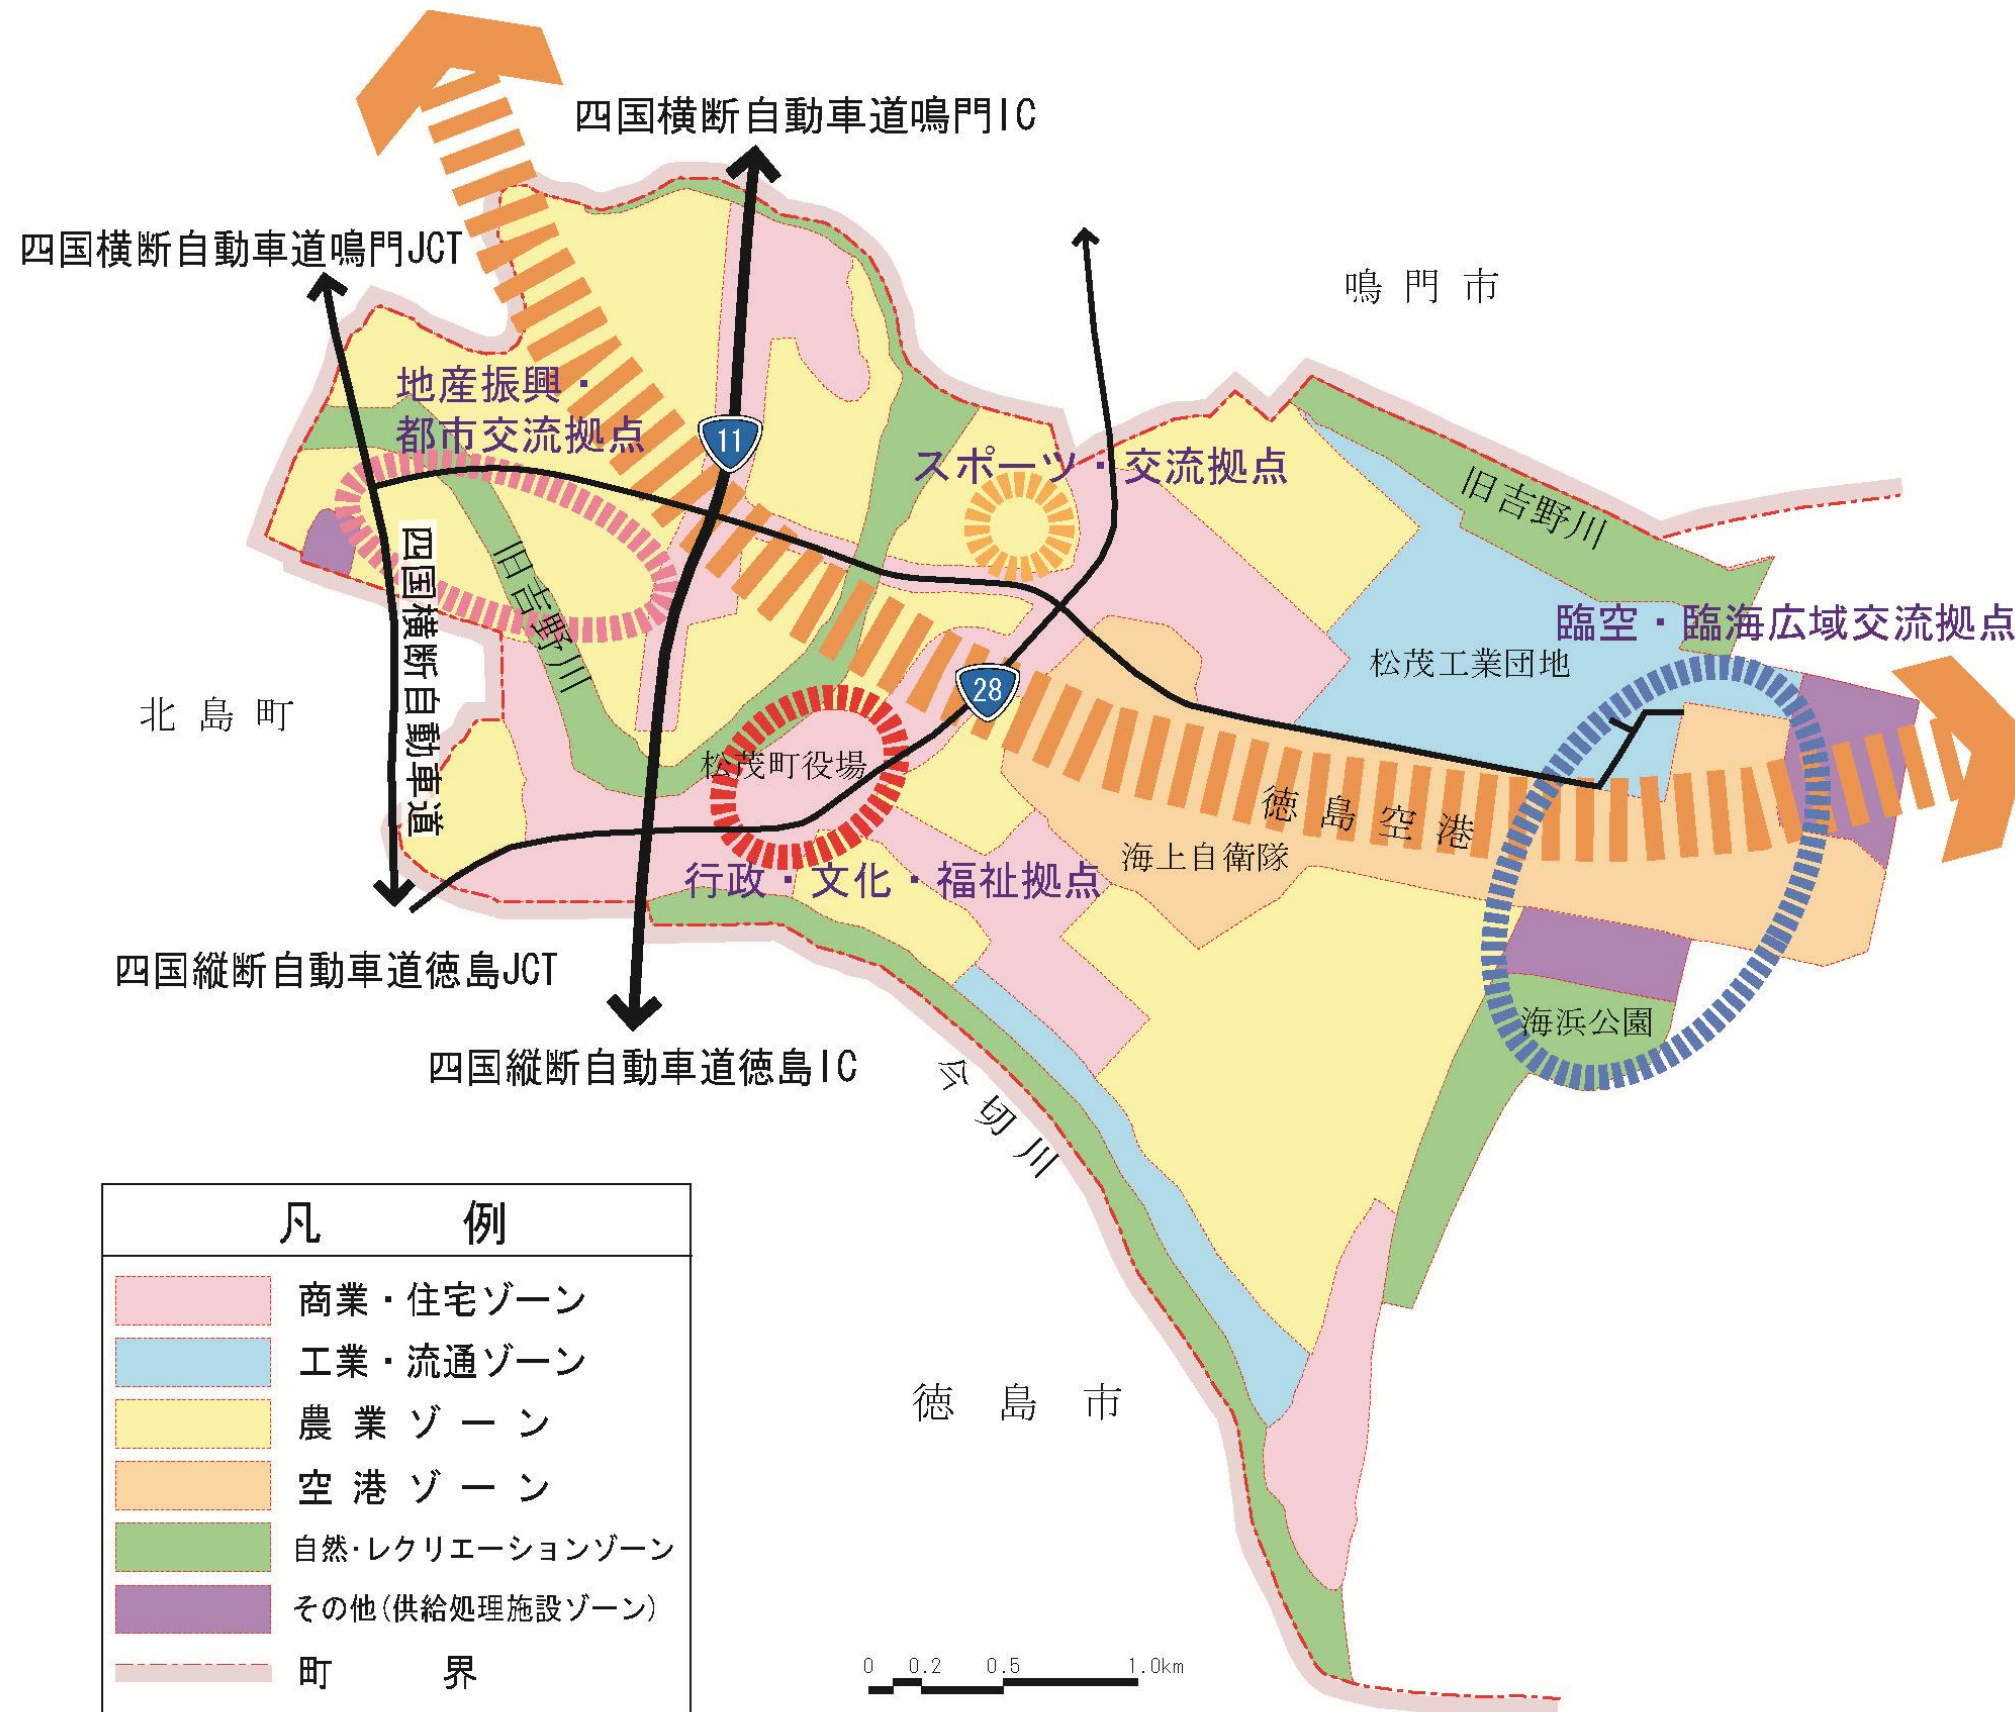 四国横断自動車道鳴門IC
四国横断自動車道鳴門JCT
鳴門市
地産振興・
都市交流拠点
11
スポーツ・交流拠点
旧吉野川
四国横断自動車道
旧吉野川
臨空・臨海広域交流拠点
松茂工業団地
28
北島町
松茂町役場
徳島空港
海上自衛隊
行政・文化・福祉拠点
四国縦断自動車道徳島JCT
海浜公園
四国縦断自動車道徳島IC
今切川
徳島市
凡例
商業・住宅ゾーン
工業・流通ゾーン
農業ゾーン
空港ゾーン
自然・レクリエーションゾーン
その他(供給処理施設ゾーン)
町界
0 0.2 0.5 1.0km